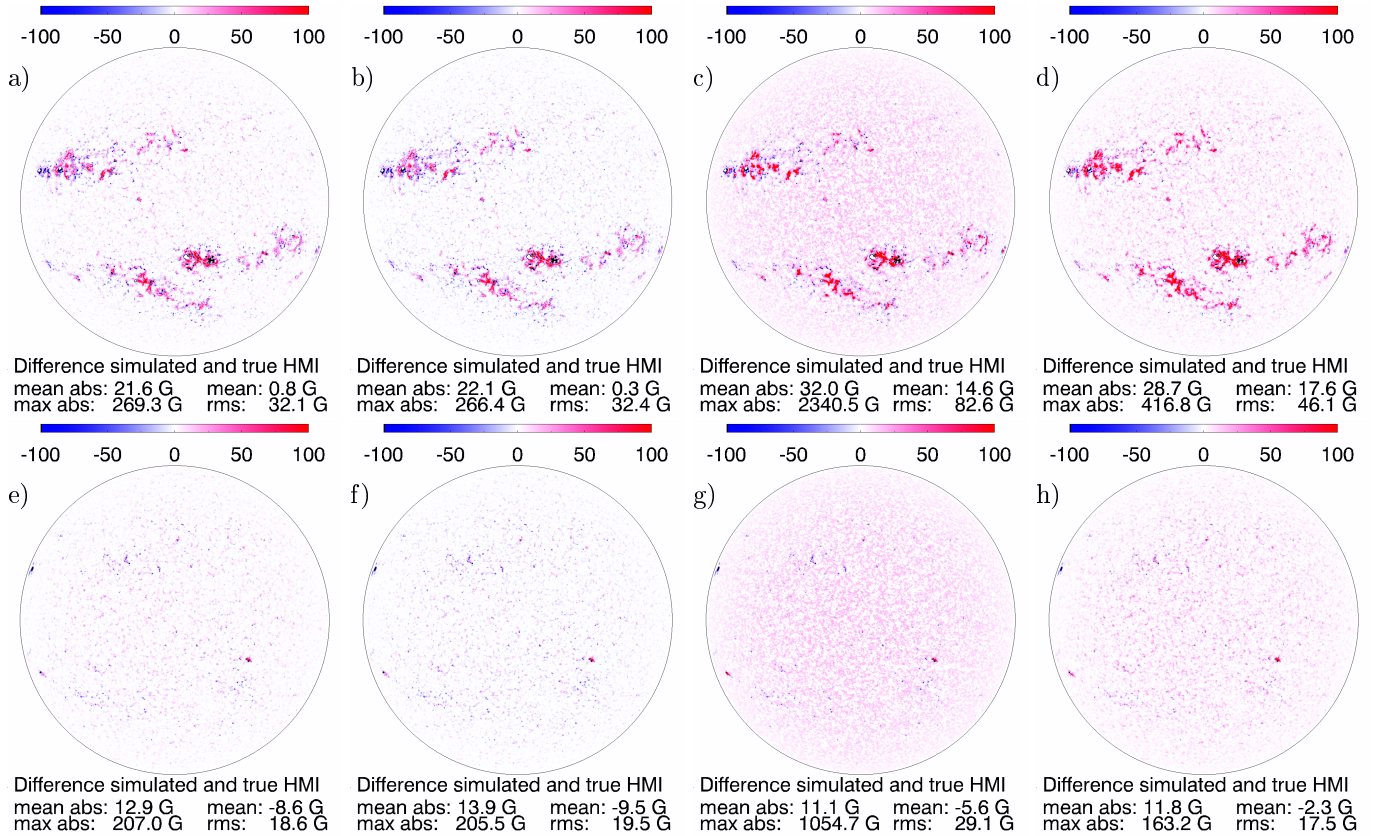 -100 -50 0 50 100 -100 -50 0 50 100 -100 -50 0 50 100 -100 -50 0 50 100
a) b) c) d)
Difference simulated and true HMI Difference simulated and true HMI Difference simulated and true HMI Difference simulated and true HMI
mean abs: 21.6 G mean: 0.8 G mean abs: 22.1 G mean: 0.3 G mean abs: 32.0 G mean: 14.6 G mean abs: 28.7 G mean: 17.6 G
max abs: 269.3 G rms: 32.1 G max abs: 266.4 G rms: 32.4 G max abs: 2340.5 G rms: 82.6 G max abs: 416.8 G rms: 46.1 G
-100 -50 0 50 100 -100 -50 0 50 100 -100 -50 0 50 100 -100 -50 0 50 100
e) f) g) h)
Difference simulated and true HMI Difference simulated and true HMI Difference simulated and true HMI Difference simulated and true HMI
mean abs: 12.9 G mean: -8.6 G mean abs: 13.9 G mean: -9.5 G mean abs: 11.1 G mean: -5.6 G mean abs: 11.8 G mean: -2.3 G
max abs: 207.0 G rms: 18.6 G max abs: 205.5 G rms: 19.5 G max abs: 1054.7 G rms: 29.1 G max abs: 163.2 G rms: 17.5 G